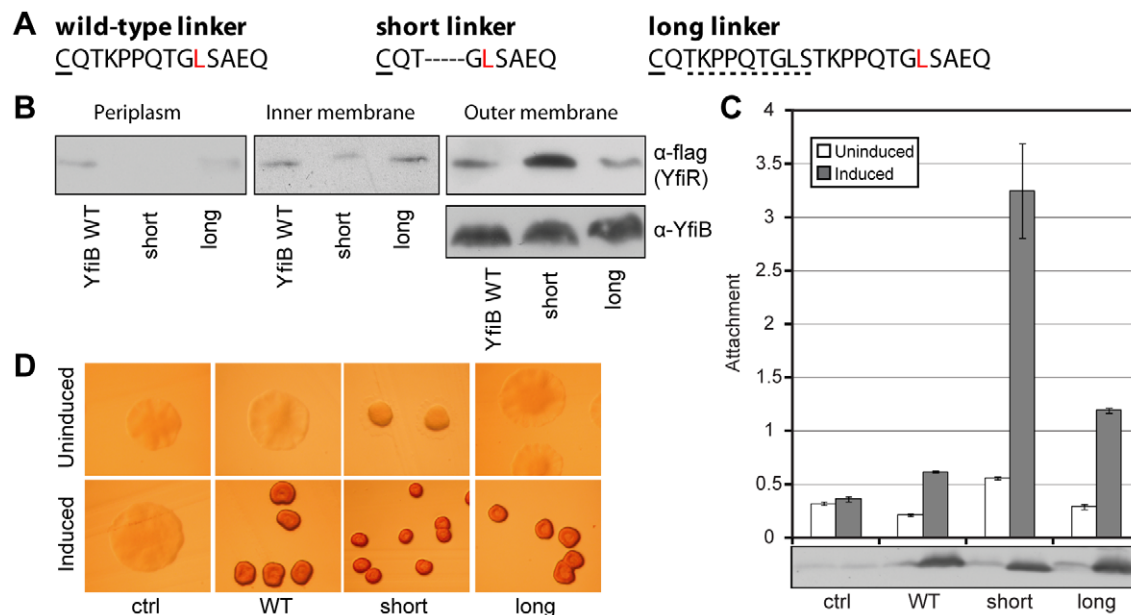 A
wild-type linker
CQTKPPQTGLSAEQ
short linker
CQT-----GLSAEQ
long linker
CQTKPPQTGLSTKPPQTGLSAEQ
B
Periplasm
Inner membrane
Outer membrane
α-flag
(YfiR)
α-YfiB
YfiB WT
short
long
YfiB WT
short
long
YfiB WT
short
long
C
4
3.5
3
2.5
2
1.5
1
0.5
0
Attachment
Uninduced
Induced
ctrl
WT
short
long
D
Uninduced
Induced
ctrl
WT
short
long